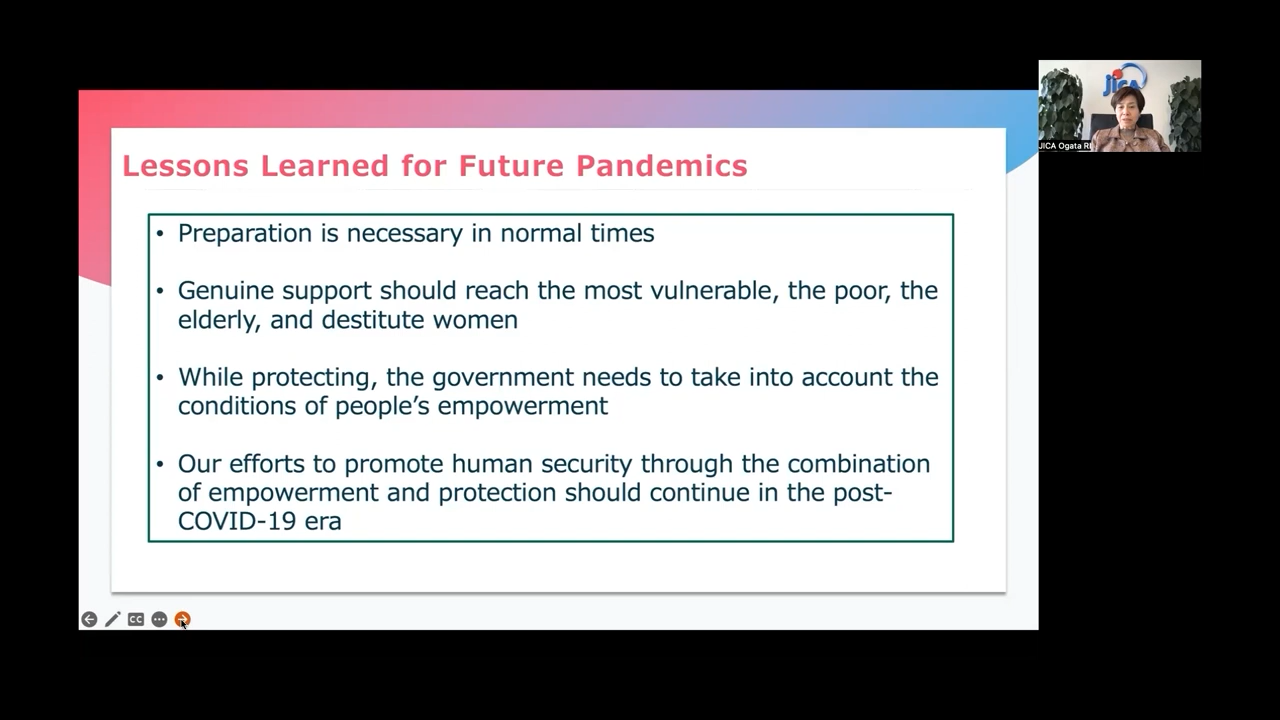 Lessons Learned for Future Pandemics
• Preparation is necessary in normal times
• Genuine support should reach the most vulnerable, the poor, the
elderly, and destitute women
• While protecting, the government needs to take into account the
conditions of people’s empowerment
• Our efforts to promote human security through the combination
of empowerment and protection should continue in the post-
COVID-19 era
CC
JICA
JICA Ogata RI